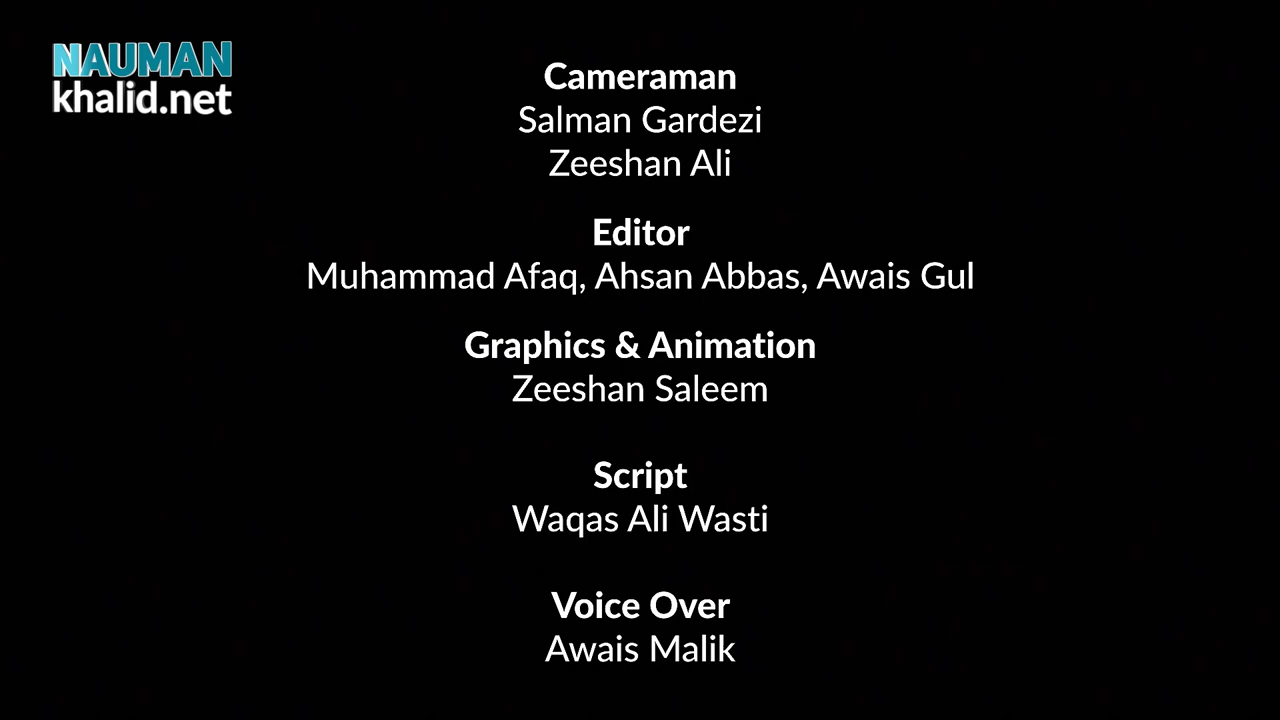 NAUMAN
khalid.net
Cameraman
Salman Gardezi
Zeeshan Ali
Editor
Muhammad Afaq, Ahsan Abbas, Awais Gul
Graphics & Animation
Zeeshan Saleem
Script
Waqas Ali Wasti
Voice Over
Awais Malik